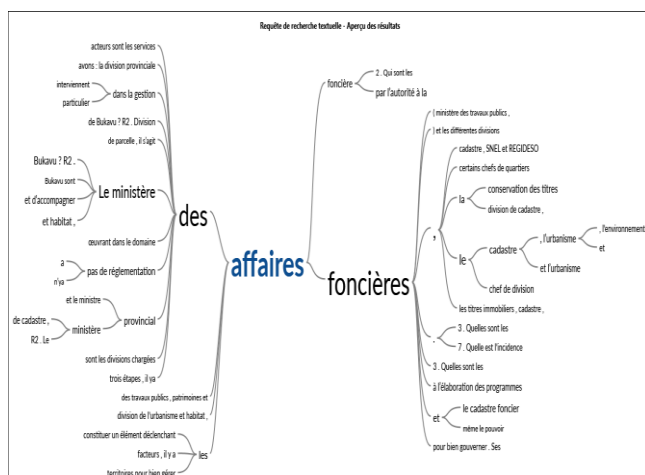 Requête de recherche textuelle - Aperçu des résultats
acteurs sont les services
avons : la division provinciale
interviennent
particulier
dans la gestion
de Bukavu ? R2 . Division
de parcelle , il s'agit
Bukavu ? R2 .
Bukavu sont
et d'accompagner
et habitat ,
Le ministère
œuvrant dans le domaine
a
n'ya
pas de réglementation
et le ministre
de cadastre ,
R2 . Le
ministère
provincial
sont les divisions chargées
trois étapes , il ya
des
des travaux publics , patrimoines et
division de l'urbanisme et habitat ,
constituer un élément déclenchant
facteurs , il y a
territoires pour bien gérer
les
affaires
foncière
2 . Qui sont les
par l'autorité à la
foncières
( ministère des travaux publics ,
) et les différentes divisions
,
cadastre , SNEL et REGIDESO
certains chefs de quartiers
la
conservation des titres
division de cadastre ,
le
cadastre
, l'urbanisme
, l'environnement
et
et l'urbanisme
chef de division
les titres immobiliers , cadastre ,
.
3 . Quelles sont les
7 . Quelle est l'incidence
3 . Quelles sont les
à l'élaboration des programmes
et
le cadastre foncier
même le pouvoir
pour bien gouverner . Ses